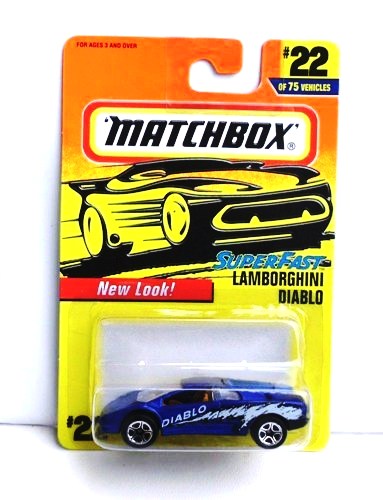 FOR AGES 3 AND OVER
#22
OF 75 VEHICLES
MATCHBOX®
SUPERFAST
LAMBORGHINI
DIABLO
New Look!
#2
DIABLO